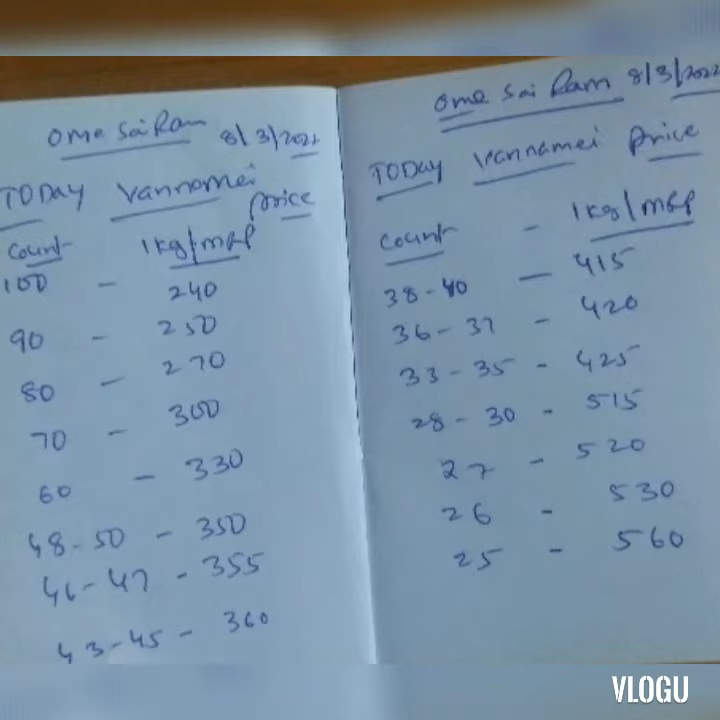 Ome Sai Ram 8/3/2022
TODAY Vannamei price
Count 1kg/MRP
100 - 240
90 - 250
80 - 270
70 - 300
60 - 330
48-50 - 350
46-47 - 355
43-45 - 360
Ome Sai Ram 8/3/2022
TODAY Vannamei price
Count - 1kg/MRP
38-40 - 415
36-37 - 420
33-35 - 425
28-30 - 515
27 - 520
26 - 530
25 - 560
VLOGU